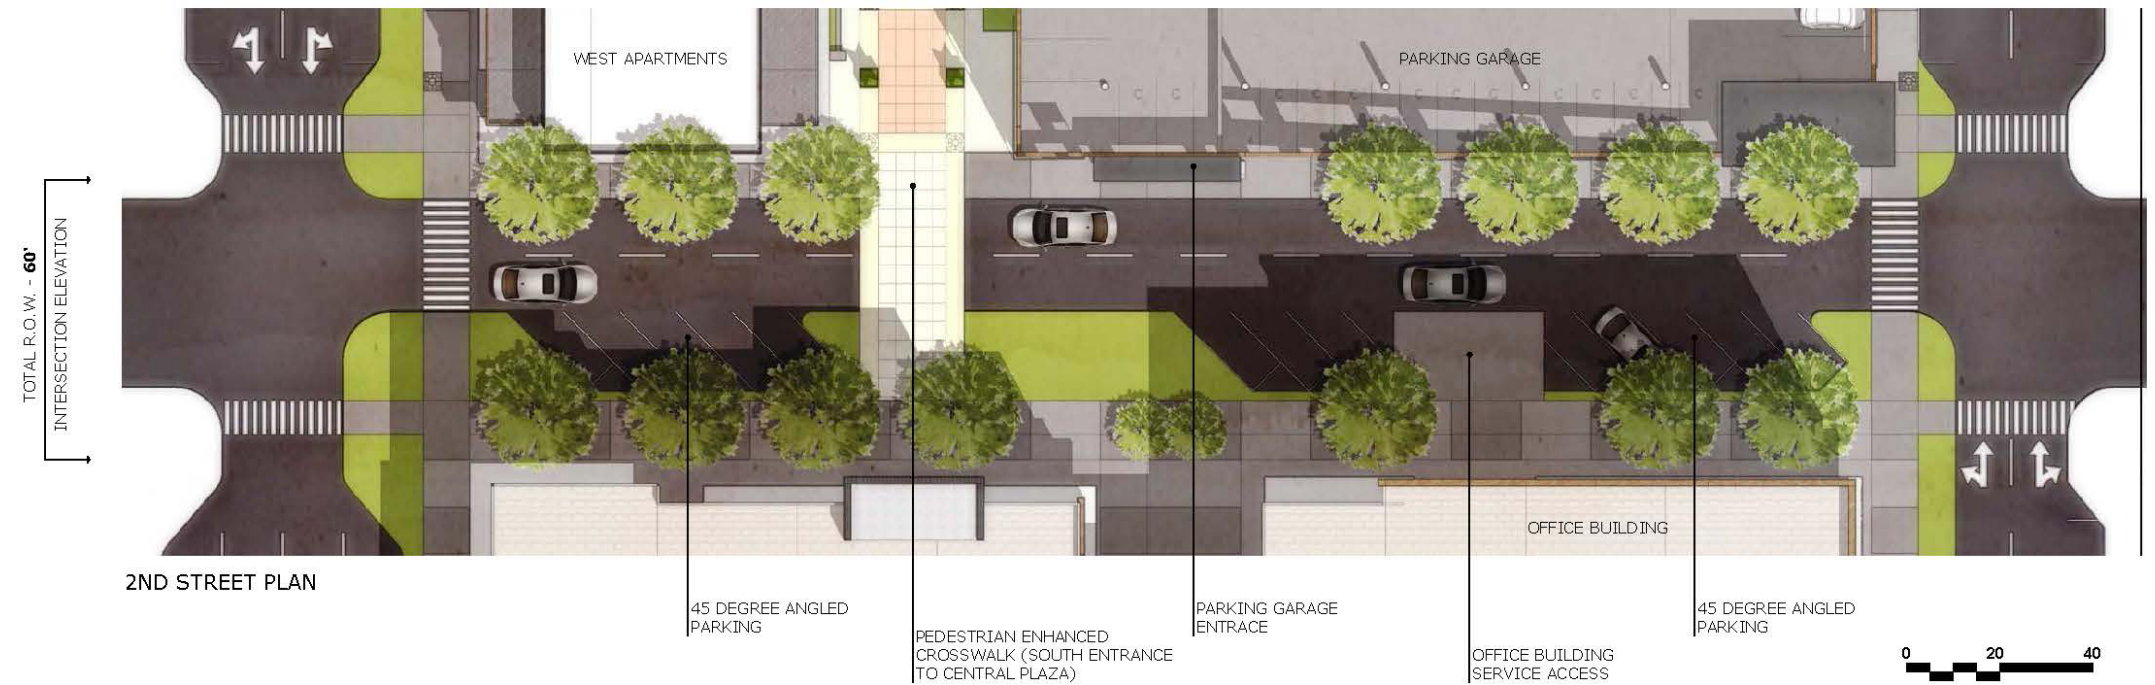 WEST APARTMENTS
PARKING GARAGE
TOTAL R.O.W. - 60'
INTERSECTION ELEVATION
OFFICE BUILDING
2ND STREET PLAN
45 DEGREE ANGLED
PARKING
PEDESTRIAN ENHANCED
CROSSWALK (SOUTH ENTRANCE
TO CENTRAL PLAZA)
PARKING GARAGE
ENTRACE
OFFICE BUILDING
SERVICE ACCESS
45 DEGREE ANGLED
PARKING
0 20 40